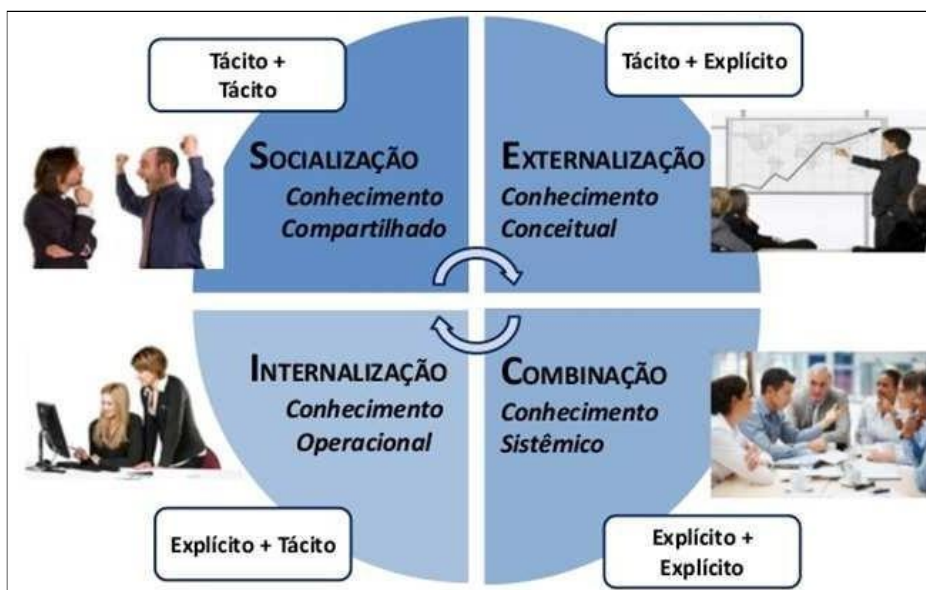 Tácito +
Tácito
Tácito + Explícito
SOCIALIZAÇÃO
Conhecimento
Compartilhado
EXTERNALIZAÇÃO
Conhecimento
Conceitual
INTERNALIZAÇÃO
Conhecimento
Operacional
COMBINAÇÃO
Conhecimento
Sistêmico
Explícito + Tácito
Explícito +
Explícito